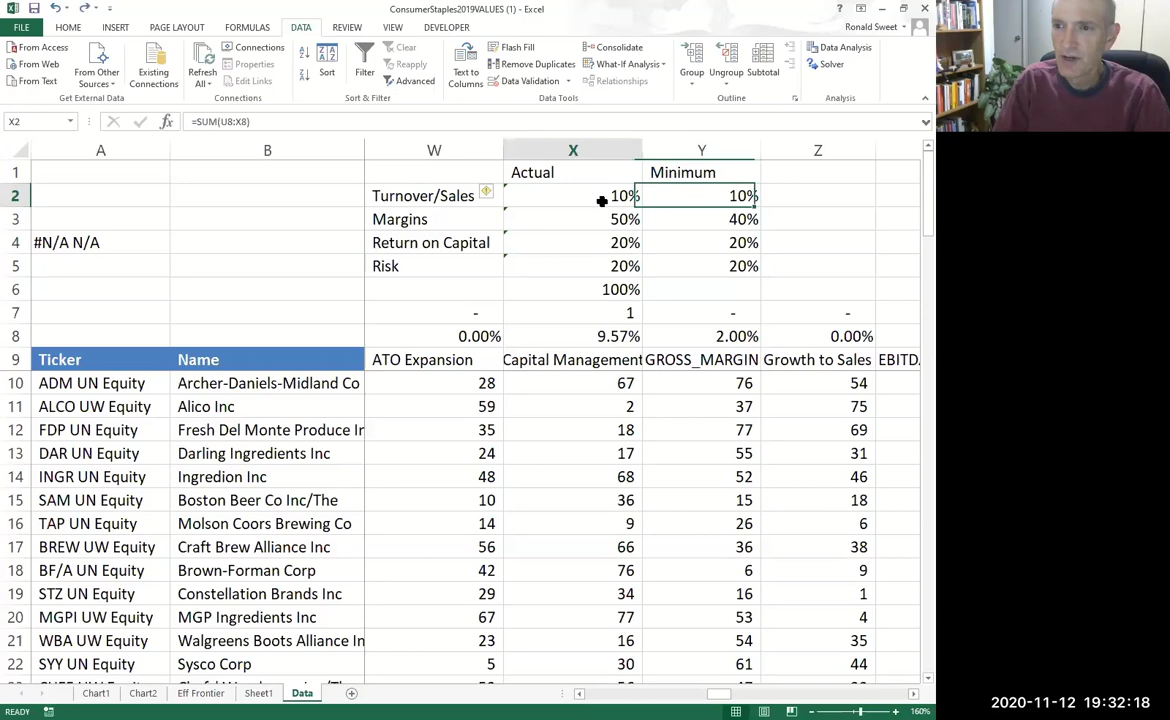 ConsumerStaples2019VALUES (1) - Excel
FILE HOME INSERT PAGE LAYOUT FORMULAS DATA REVIEW VIEW DEVELOPER Ronald Sweet
From Access
From Web
From Text
From Other Sources
Existing Connections
Get External Data
Refresh All
Connections
Properties
Edit Links
Connections
Sort
Filter
Clear
Reapply
Advanced
Sort & Filter
Text to Columns
Flash Fill
Remove Duplicates
Data Validation
Consolidate
What-If Analysis
Relationships
Data Tools
Group Ungroup Subtotal
Outline
Data Analysis
Solver
Analysis
X2 fx =SUM(U8:X8)
A B W X Y Z
1 Actual Minimum
2 Turnover/Sales 10% 10%
3 Margins 50% 40%
4 #N/A N/A Return on Capital 20% 20%
5 Risk 20% 20%
6 100%
7 - 1 - -
8 0.00% 9.57% 2.00% 0.00%
9 Ticker Name ATO Expansion Capital Management GROSS_MARGIN Growth to Sales EBITD
10 ADM UN Equity Archer-Daniels-Midland Co 28 67 76 54
11 ALCO UW Equity Alico Inc 59 2 37 75
12 FDP UN Equity Fresh Del Monte Produce Ir 35 18 77 69
13 DAR UN Equity Darling Ingredients Inc 24 17 55 31
14 INGR UN Equity Ingredion Inc 48 68 52 46
15 SAM UN Equity Boston Beer Co Inc/The 10 36 15 18
16 TAP UN Equity Molson Coors Brewing Co 14 9 26 6
17 BREW UW Equity Craft Brew Alliance Inc 56 66 36 38
18 BF/A UN Equity Brown-Forman Corp 42 76 6 9
19 STZ UN Equity Constellation Brands Inc 29 34 16 1
20 MGPI UW Equity MGP Ingredients Inc 67 77 53 4
21 WBA UW Equity Walgreens Boots Alliance In 23 16 54 35
22 SYY UN Equity Sysco Corp 5 30 61 44
Chart1 Chart2 Eff Frontier Sheet1 Data
READY 160%
2020-11-12 19:32:18